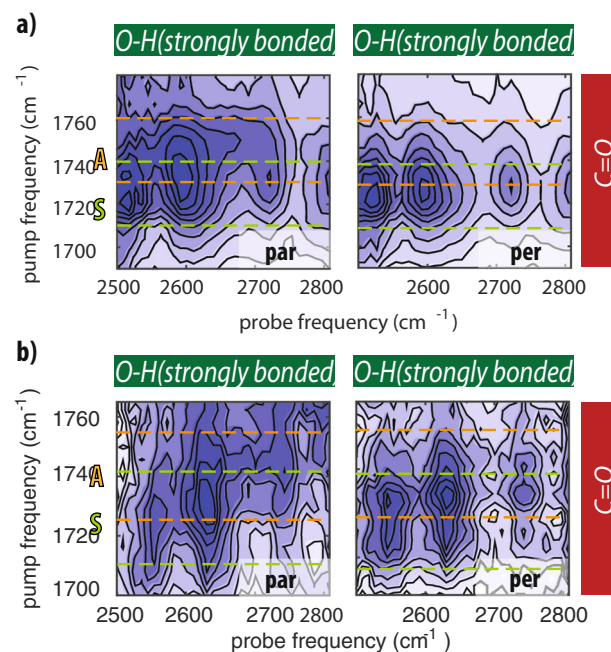 a)
O-H(strongly bonded)
O-H(strongly bonded)
pump frequency (cm ⁻¹)
1760
1740
1720
1700
A
S
par
per
C=O
2500 2600 2700 2800
2600 2700 2800
probe frequency (cm ⁻¹)
b)
O-H(strongly bonded)
O-H(strongly bonded)
pump frequency (cm⁻¹)
1760
1740
1720
1700
A
S
par
per
C=O
2500 2600 2700 2800
2600 2700 2800
probe frequency (cm⁻¹)